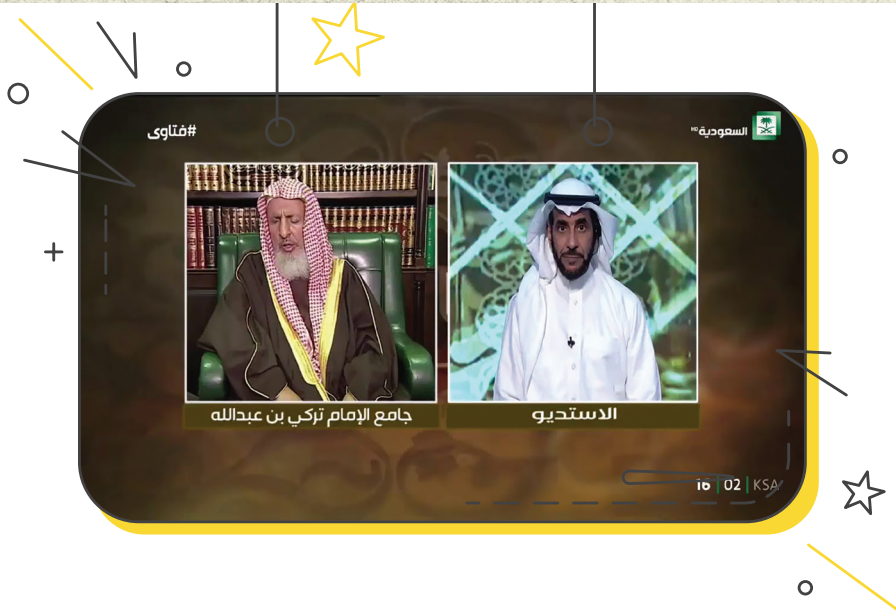 السعودية HD
#فتاوى
الاستديو
جامع الإمام تركي بن عبدالله
16 | 02 | KSA